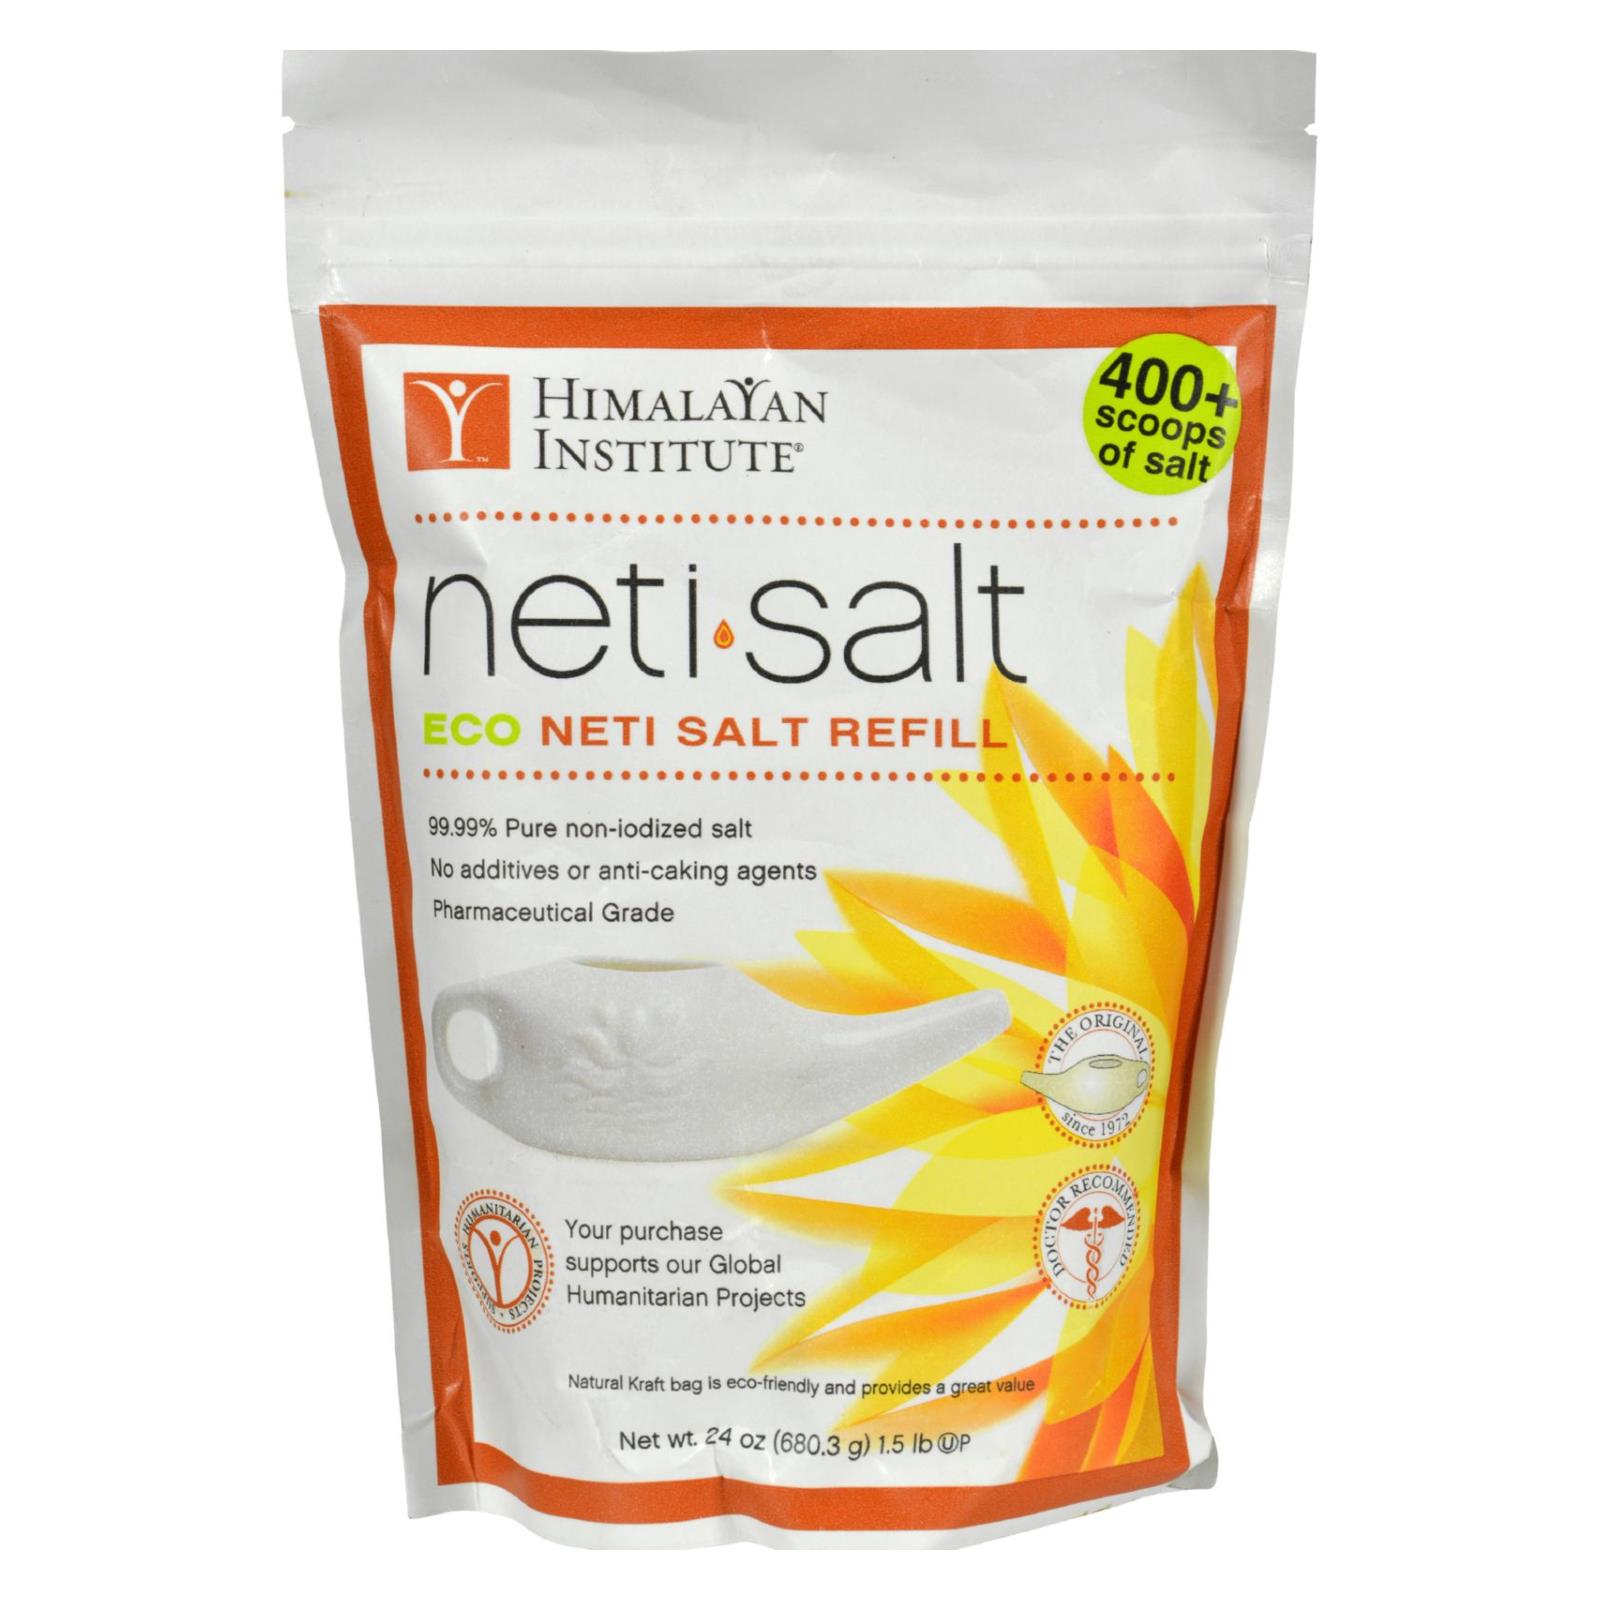 HIMALAYAN
INSTITUTE®
™
400+
scoops
of salt
neti salt
ECO NETI SALT REFILL
99.99% Pure non-iodized salt
No additives or anti-caking agents
Pharmaceutical Grade
THE ORIGINAL
since 1972
DOCTOR RECOMMENDED
SUPPORTS HUMANITARIAN PROJECTS •
Your purchase
supports our Global
Humanitarian Projects
Natural Kraft bag is eco-friendly and provides a great value
Net wt. 24 oz (680.3 g) 1.5 lb ⓊP